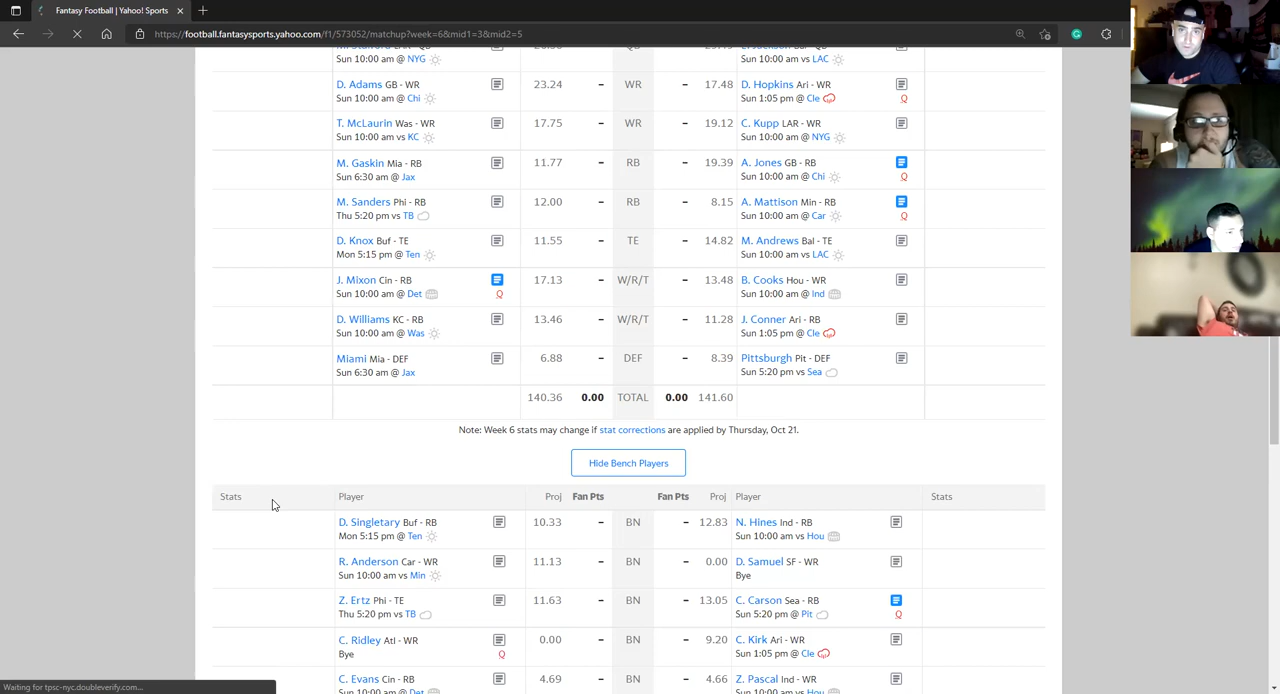 Fantasy Football | Yahoo! Sports
https://football.fantasysports.yahoo.com/f1/573052/matchup?week=6&mid1=3&mid2=5
Sun 10:00 am @ NYG
QB
Sun 10:00 am vs LAC
D. Adams GB - WR 23.24 – WR – 17.48 D. Hopkins Ari - WR
Sun 10:00 am @ Chi Sun 1:05 pm @ Cle Q
T. McLaurin Was - WR 17.75 – WR – 19.12 C. Kupp LAR - WR
Sun 10:00 am vs KC Sun 10:00 am @ NYG
M. Gaskin Mia - RB 11.77 – RB – 19.39 A. Jones GB - RB
Sun 6:30 am @ Jax Sun 10:00 am @ Chi Q
M. Sanders Phi - RB 12.00 – RB – 8.15 A. Mattison Min - RB
Thu 5:20 pm vs TB Sun 10:00 am @ Car Q
D. Knox Buf - TE 11.55 – TE – 14.82 M. Andrews Bal - TE
Mon 5:15 pm @ Ten Sun 10:00 am vs LAC
J. Mixon Cin - RB 17.13 – W/R/T – 13.48 B. Cooks Hou - WR
Sun 10:00 am @ Det Q Sun 10:00 am @ Ind
D. Williams KC - RB 13.46 – W/R/T – 11.28 J. Conner Ari - RB
Sun 10:00 am @ Was Sun 1:05 pm @ Cle
Miami Mia - DEF 6.88 – DEF – 8.39 Pittsburgh Pit - DEF
Sun 6:30 am @ Jax Sun 5:20 pm vs Sea
140.36 0.00 TOTAL 0.00 141.60
Note: Week 6 stats may change if stat corrections are applied by Thursday, Oct 21.
Hide Bench Players
Stats Player Proj Fan Pts Fan Pts Proj Player Stats
D. Singletary Buf - RB 10.33 – BN – 12.83 N. Hines Ind - RB
Mon 5:15 pm @ Ten Sun 10:00 am vs Hou
R. Anderson Car - WR 11.13 – BN – 0.00 D. Samuel SF - WR
Sun 10:00 am vs Min Bye
Z. Ertz Phi - TE 11.63 – BN – 13.05 C. Carson Sea - RB
Thu 5:20 pm vs TB Sun 5:20 pm @ Pit Q
C. Ridley Atl - WR 0.00 – BN – 9.20 C. Kirk Ari - WR
Bye Q Sun 1:05 pm @ Cle
C. Evans Cin - RB 4.69 – BN – 4.66 Z. Pascal Ind - WR
Sun 10:00 am @ Det Sun 10:00 am vs Hou
Waiting for tpsc-nyc.doubleverify.com...